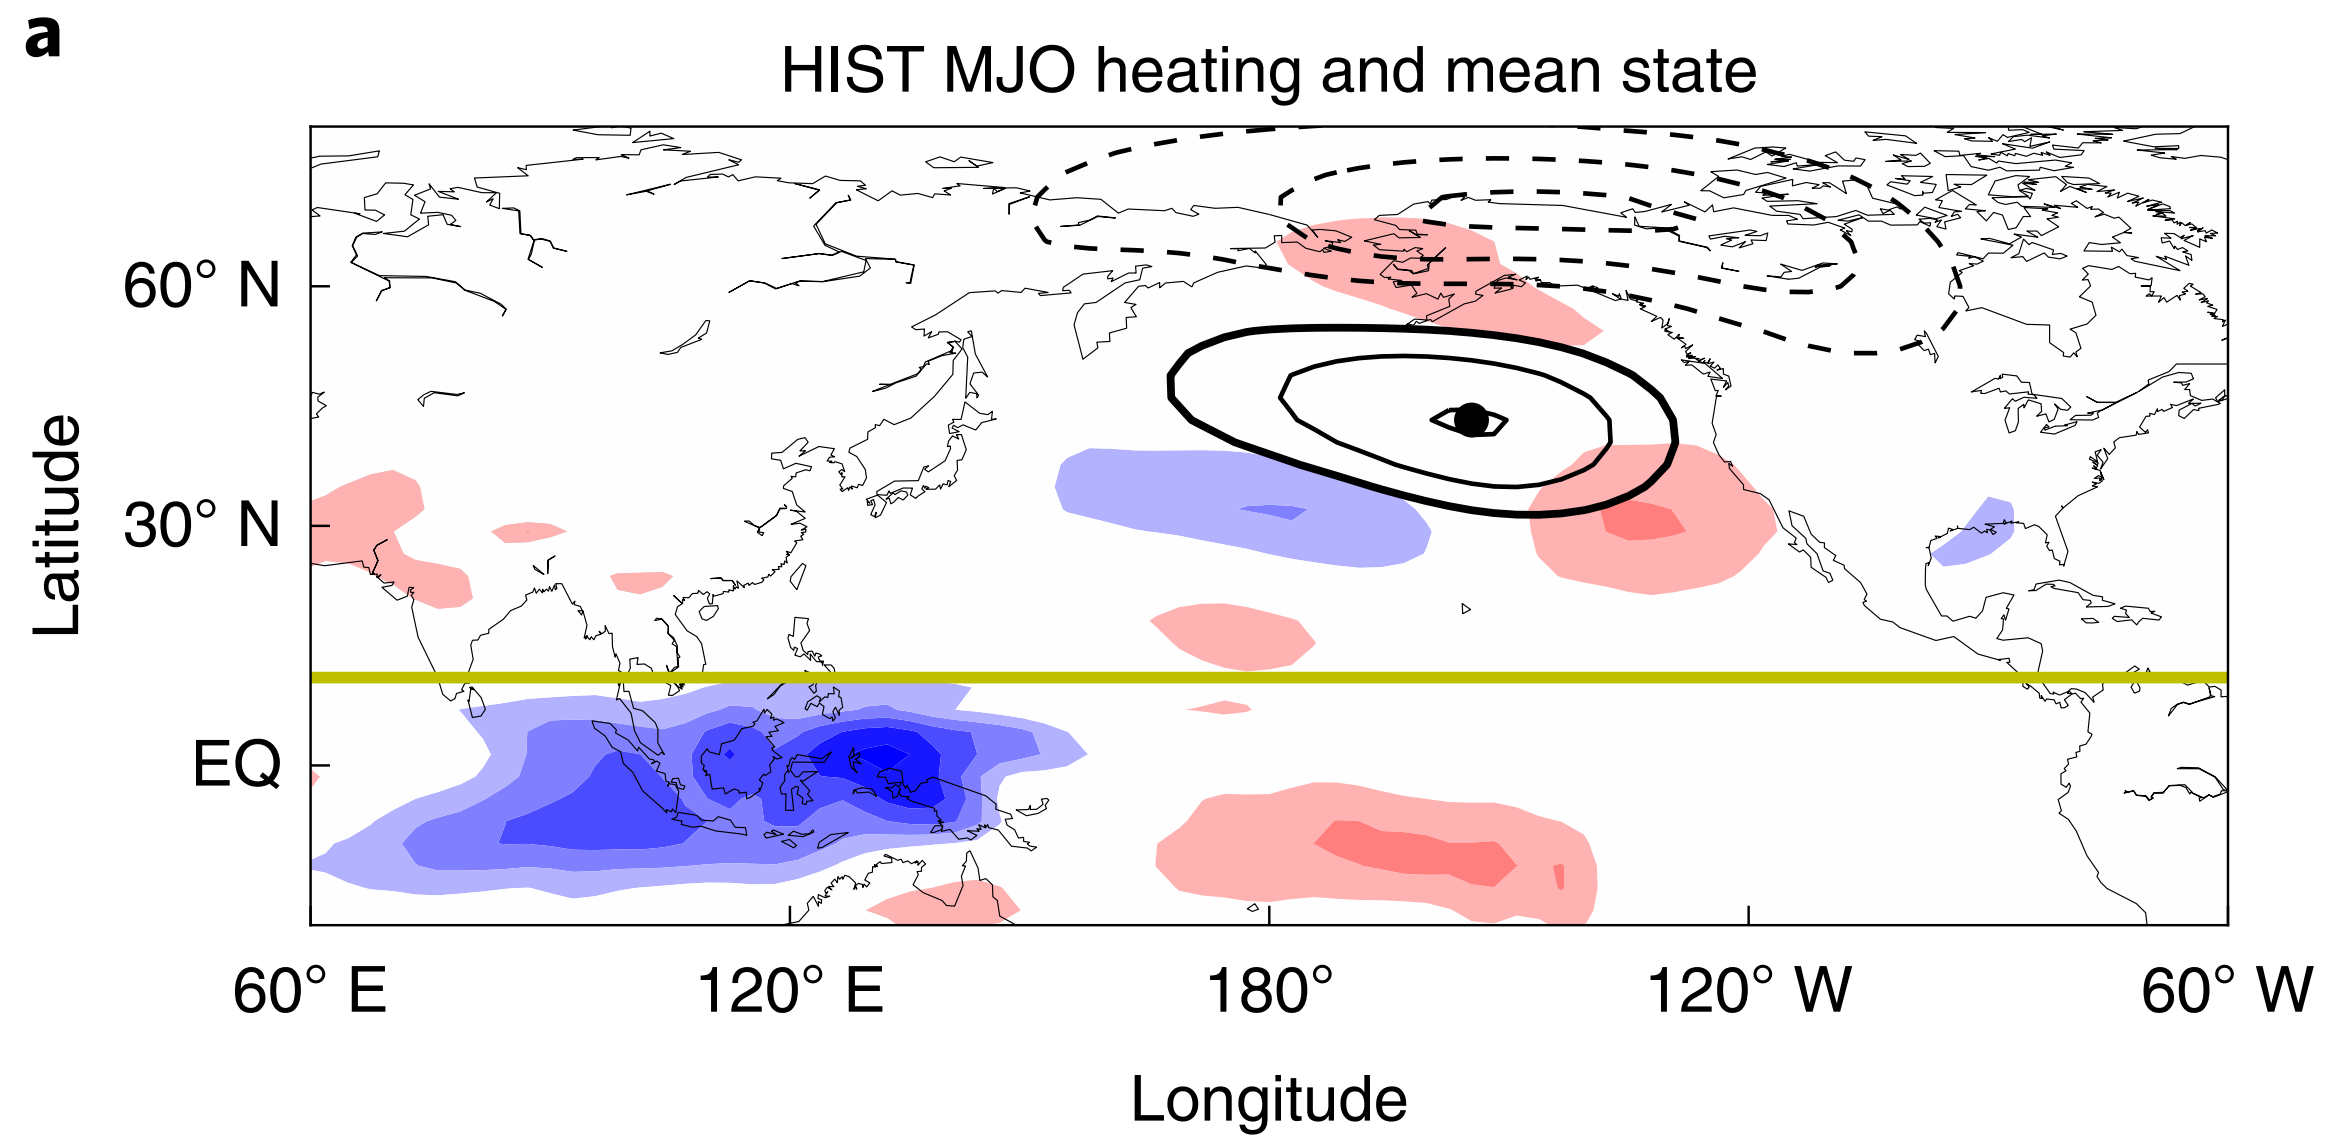 a
HIST MJO heating and mean state
Latitude
60° N
30° N
EQ
60° E
120° E
180°
120° W
60° W
Longitude